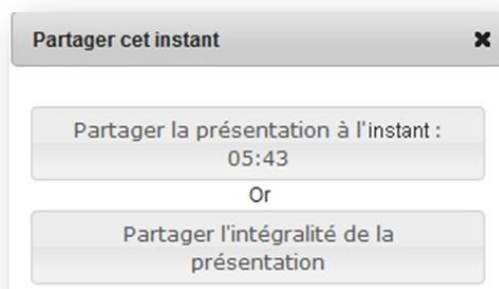 Partager cet instant
Partager la présentation à l'instant :
05:43
Or
Partager l'intégralité de la
présentation